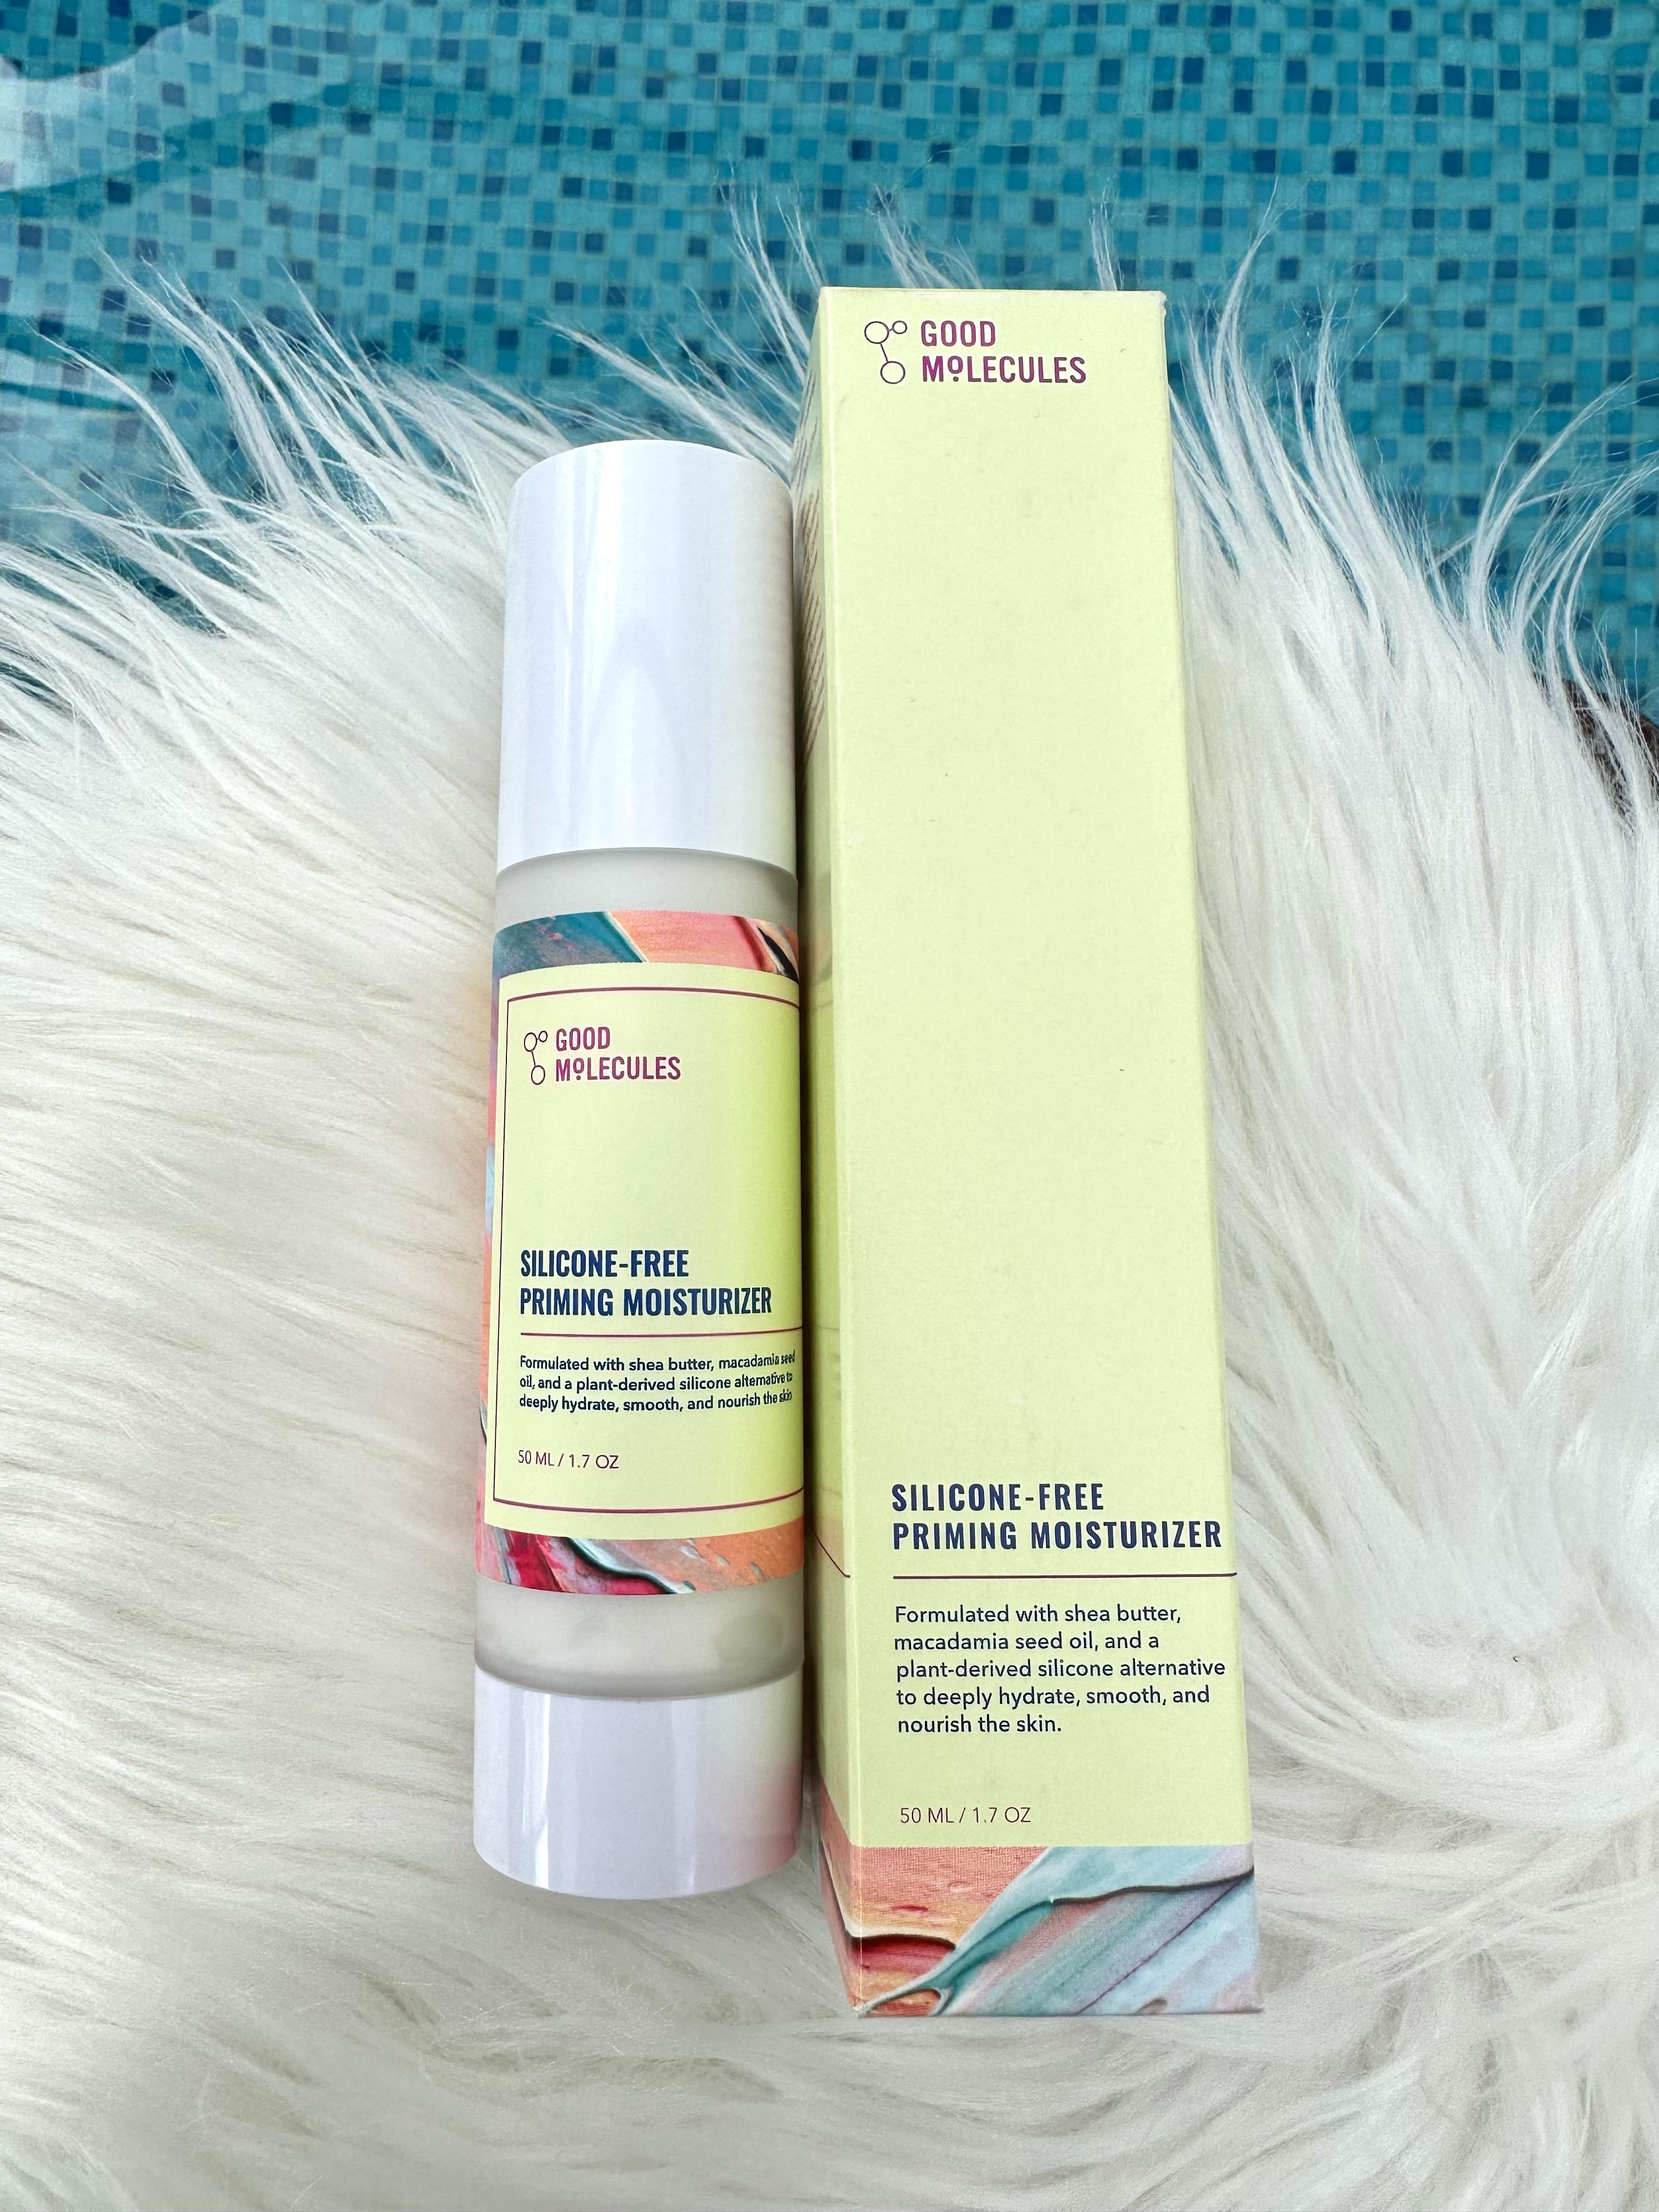 GOOD
MOLECULES
SILICONE-FREE
PRIMING MOISTURIZER
Formulated with shea butter, macadamia seed
oil, and a plant-derived silicone alternative to
deeply hydrate, smooth, and nourish the skin
50 ML / 1.7 OZ
GOOD
MOLECULES
SILICONE-FREE
PRIMING MOISTURIZER
Formulated with shea butter,
macadamia seed oil, and a
plant-derived silicone alternative
to deeply hydrate, smooth, and
nourish the skin.
50 ML / 1.7 OZ